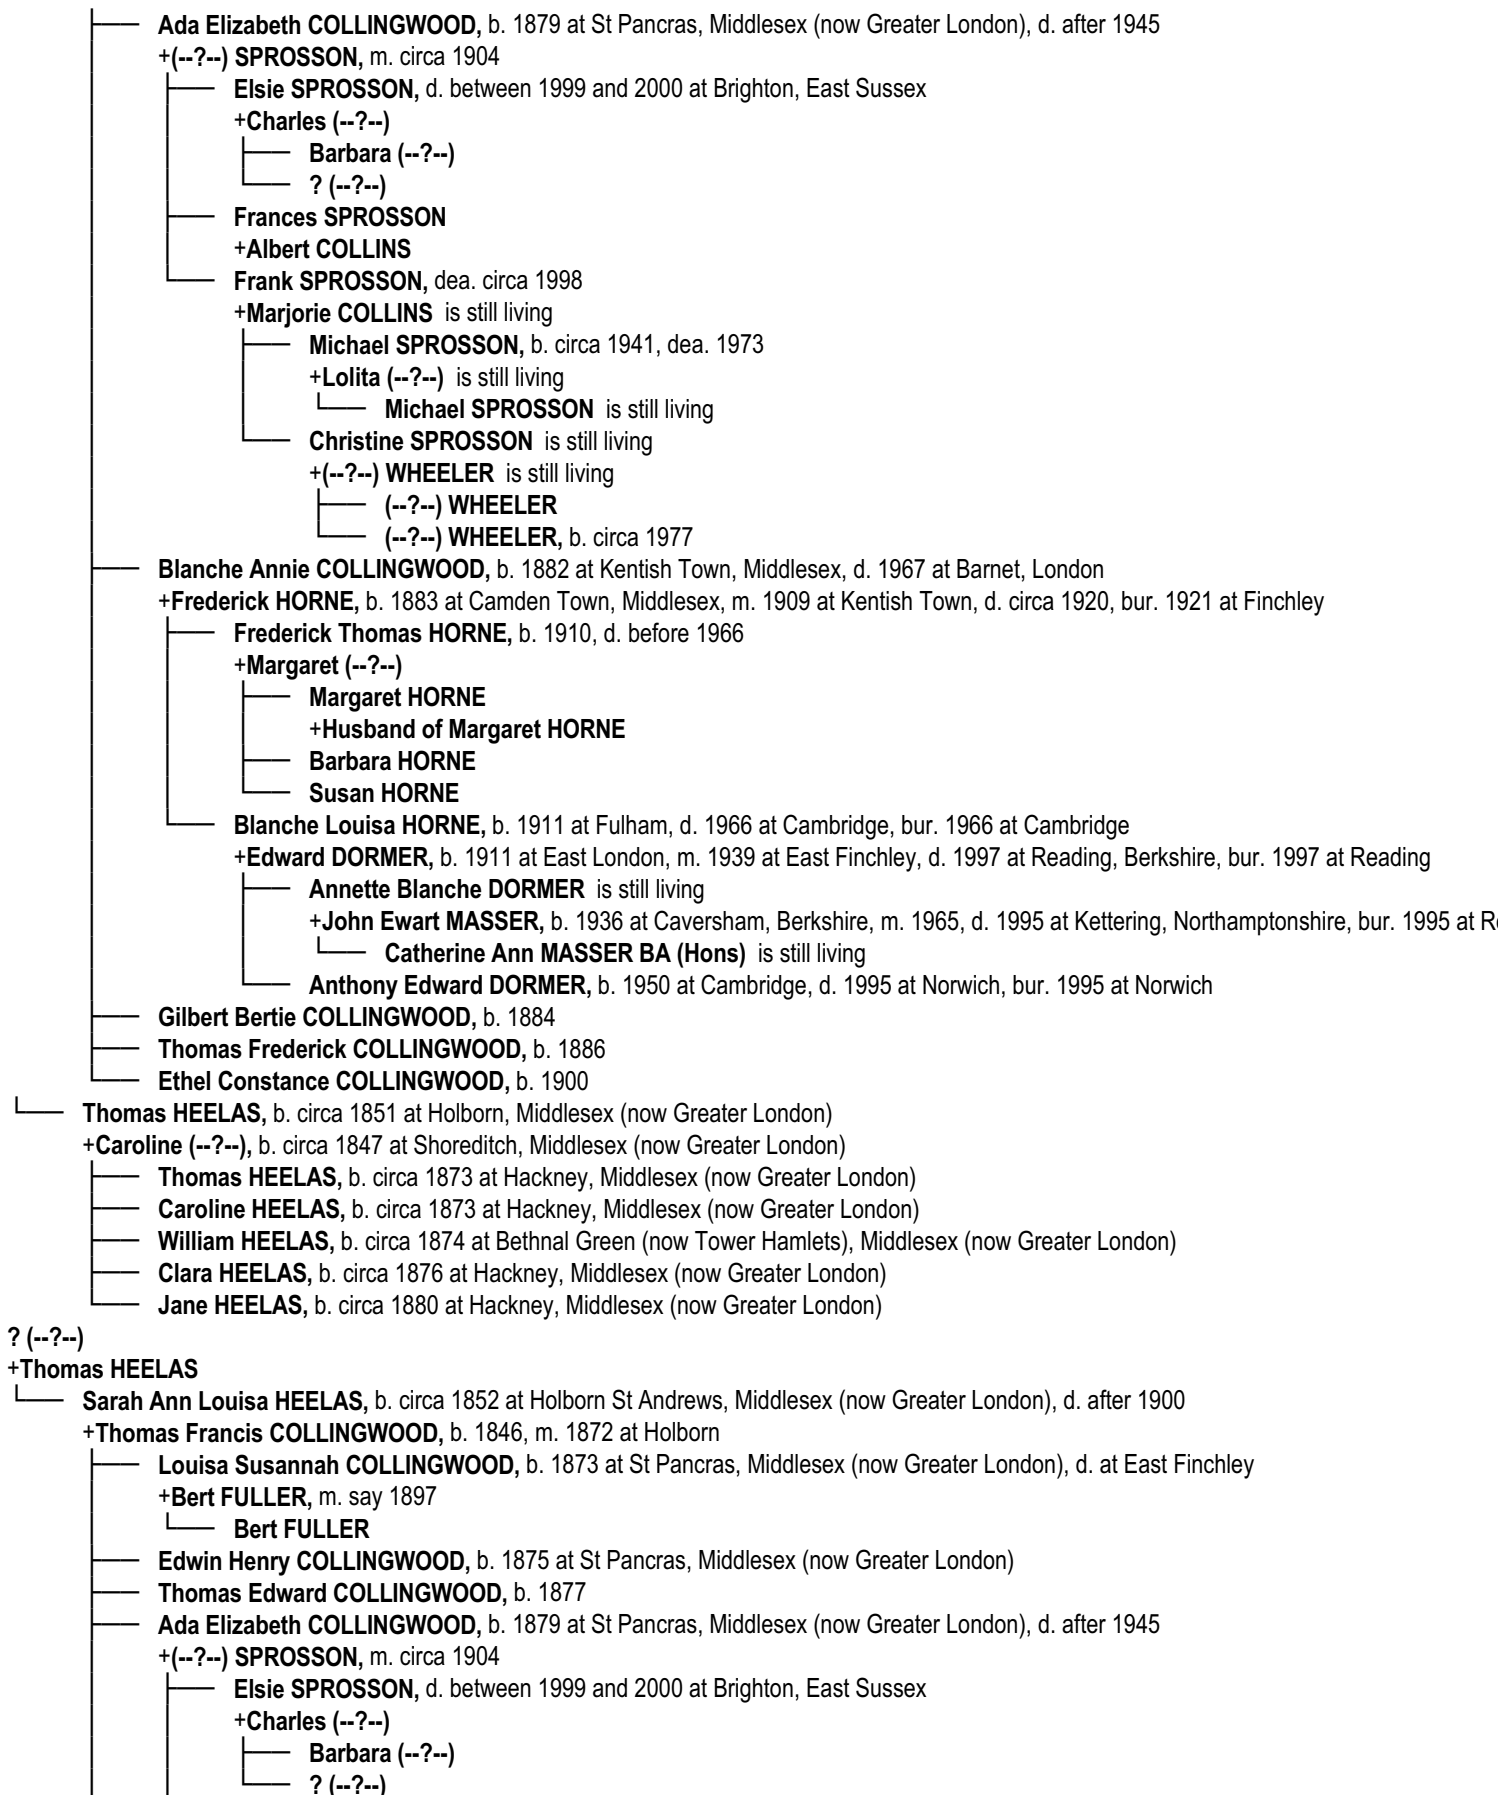 Ada Elizabeth COLLINGWOOD, b. 1879 at St Pancras, Middlesex (now Greater London), d. after 1945
+(--?--) SPROSSON, m. circa 1904
Elsie SPROSSON, d. between 1999 and 2000 at Brighton, East Sussex
+Charles (--?--)
Barbara (--?--)
? (--?--)
Frances SPROSSON
+Albert COLLINS
Frank SPROSSON, dea. circa 1998
+Marjorie COLLINS is still living
Michael SPROSSON, b. circa 1941, dea. 1973
+Lolita (--?--) is still living
Michael SPROSSON is still living
Christine SPROSSON is still living
+(--?--) WHEELER is still living
(--?--) WHEELER
(--?--) WHEELER, b. circa 1977
Blanche Annie COLLINGWOOD, b. 1882 at Kentish Town, Middlesex, d. 1967 at Barnet, London
+Frederick HORNE, b. 1883 at Camden Town, Middlesex, m. 1909 at Kentish Town, d. circa 1920, bur. 1921 at Finchley
Frederick Thomas HORNE, b. 1910, d. before 1966
+Margaret (--?--)
Margaret HORNE
+Husband of Margaret HORNE
Barbara HORNE
Susan HORNE
Blanche Louisa HORNE, b. 1911 at Fulham, d. 1966 at Cambridge, bur. 1966 at Cambridge
+Edward DORMER, b. 1911 at East London, m. 1939 at East Finchley, d. 1997 at Reading, Berkshire, bur. 1997 at Reading
Annette Blanche DORMER is still living
+John Ewart MASSER, b. 1936 at Caversham, Berkshire, m. 1965, d. 1995 at Kettering, Northamptonshire, bur. 1995 at
Catherine Ann MASSER BA (Hons) is still living
Anthony Edward DORMER, b. 1950 at Cambridge, d. 1995 at Norwich, bur. 1995 at Norwich
Gilbert Bertie COLLINGWOOD, b. 1884
Thomas Frederick COLLINGWOOD, b. 1886
Ethel Constance COLLINGWOOD, b. 1900
Thomas HEELAS, b. circa 1851 at Holborn, Middlesex (now Greater London)
+Caroline (--?--), b. circa 1847 at Shoreditch, Middlesex (now Greater London)
Thomas HEELAS, b. circa 1873 at Hackney, Middlesex (now Greater London)
Caroline HEELAS, b. circa 1873 at Hackney, Middlesex (now Greater London)
William HEELAS, b. circa 1874 at Bethnal Green (now Tower Hamlets), Middlesex (now Greater London)
Clara HEELAS, b. circa 1876 at Hackney, Middlesex (now Greater London)
Jane HEELAS, b. circa 1880 at Hackney, Middlesex (now Greater London)
? (--?--)
+Thomas HEELAS
Sarah Ann Louisa HEELAS, b. circa 1852 at Holborn St Andrews, Middlesex (now Greater London), d. after 1900
+Thomas Francis COLLINGWOOD, b. 1846, m. 1872 at Holborn
Louisa Susannah COLLINGWOOD, b. 1873 at St Pancras, Middlesex (now Greater London), d. at East Finchley
+Bert FULLER, m. say 1897
Bert FULLER
Edwin Henry COLLINGWOOD, b. 1875 at St Pancras, Middlesex (now Greater London)
Thomas Edward COLLINGWOOD, b. 1877
Ada Elizabeth COLLINGWOOD, b. 1879 at St Pancras, Middlesex (now Greater London), d. after 1945
+(--?--) SPROSSON, m. circa 1904
Elsie SPROSSON, d. between 1999 and 2000 at Brighton, East Sussex
+Charles (--?--)
Barbara (--?--)
? (--?--)